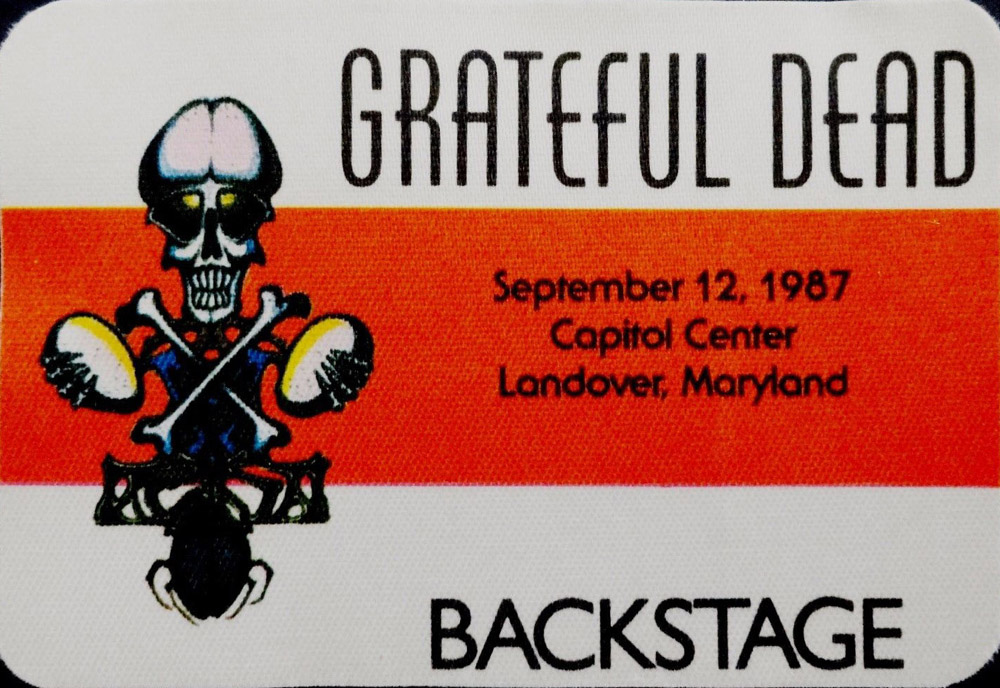 GRATEFUL DEAD
September 12, 1987
Capitol Center
Landover, Maryland
BACKSTAGE